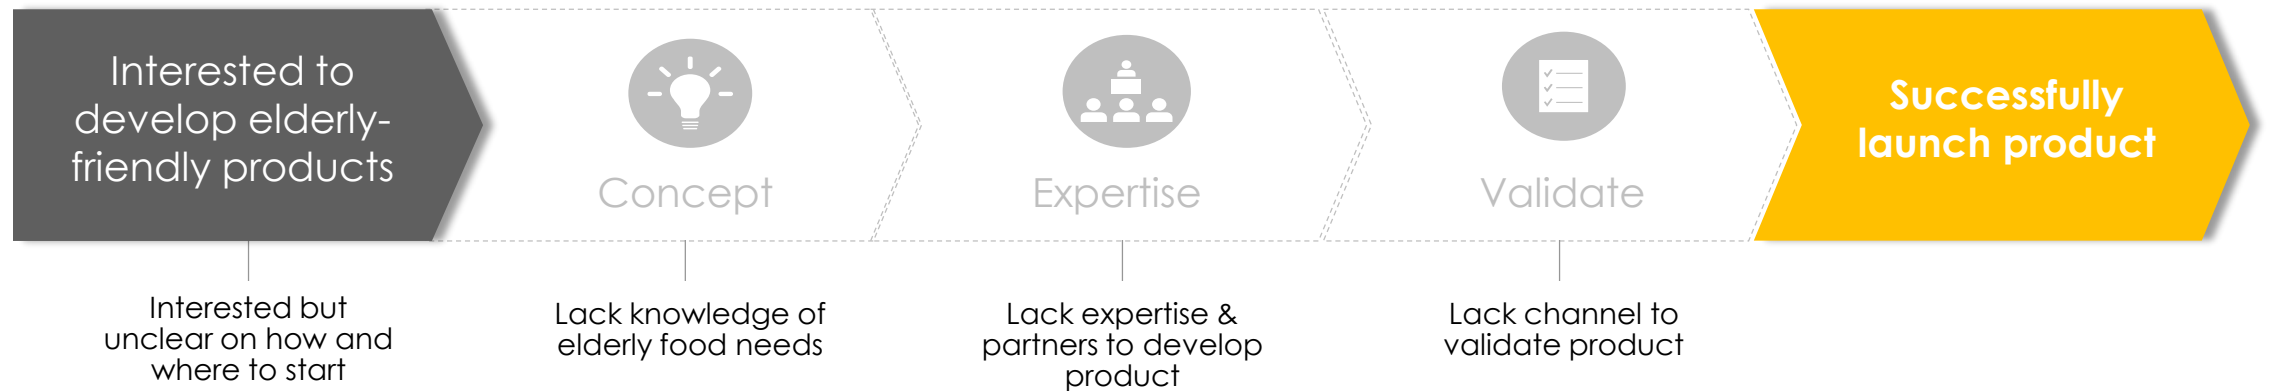 Interested to
develop elderly-
friendly products
Concept
Expertise
Validate
Successfully
launch product
Interested but
unclear on how and
where to start
Lack knowledge of
elderly food needs
Lack expertise &
partners to develop
product
Lack channel to
validate product